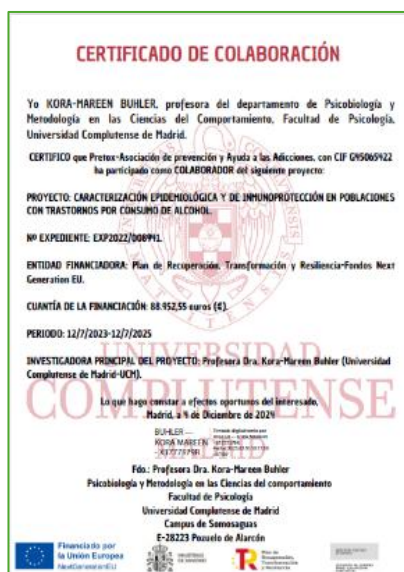 CERTIFICADO DE COLABORACIÓN
Yo KORA-MAREEN BUHLER, profesora del departamento de Psicobiología y
Metodología en las Ciencias del Comportamiento, Facultad de Psicología,
Universidad Complutense de Madrid.
CERTIFICO que Pretox-Asociación de prevención y Ayuda a las Adicciones, con CIF G45065422
ha participado como COLABORADOR del siguiente proyecto:
PROYECTO: CARACTERIZACIÓN EPIDEMIOLÓGICA Y DE INMUNOPROTECCIÓN EN POBLACIONES
CON TRASTORNOS POR CONSUMO DE ALCOHOL.
Nº EXPEDIENTE: EXP2022/008941.
ENTIDAD FINANCIADORA: Plan de Recuperación, Transformación y Resiliencia-Fondos Next
Generation EU.
CUANTÍA DE LA FINANCIACIÓN: 88.952,55 euros (€).
PERIODO: 12/7/2023-12/7/2025
INVESTIGADORA PRINCIPAL DEL PROYECTO: Profesora Dra. Kora-Mareen Buhler (Universidad
Complutense de Madrid-UCM).
UNIVERSIDAD
COMPLUTENSE
MADRID
Lo que hago constar a efectos oportunos del interesado,
Madrid, a 4 de Diciembre de 2024
BUHLER
KORA MAREEN
Fdo.: Profesora Dra. Kora-Mareen Buhler
Psicobiología y Metodología en las Ciencias del comportamiento
Facultad de Psicología
Universidad Complutense de Madrid
Campus de Somosaguas
E-28223 Pozuelo de Alarcón
Financiado por
la Unión Europea
NextGenerationEU
Plan de
Recuperación,
Transformación
y Resiliencia